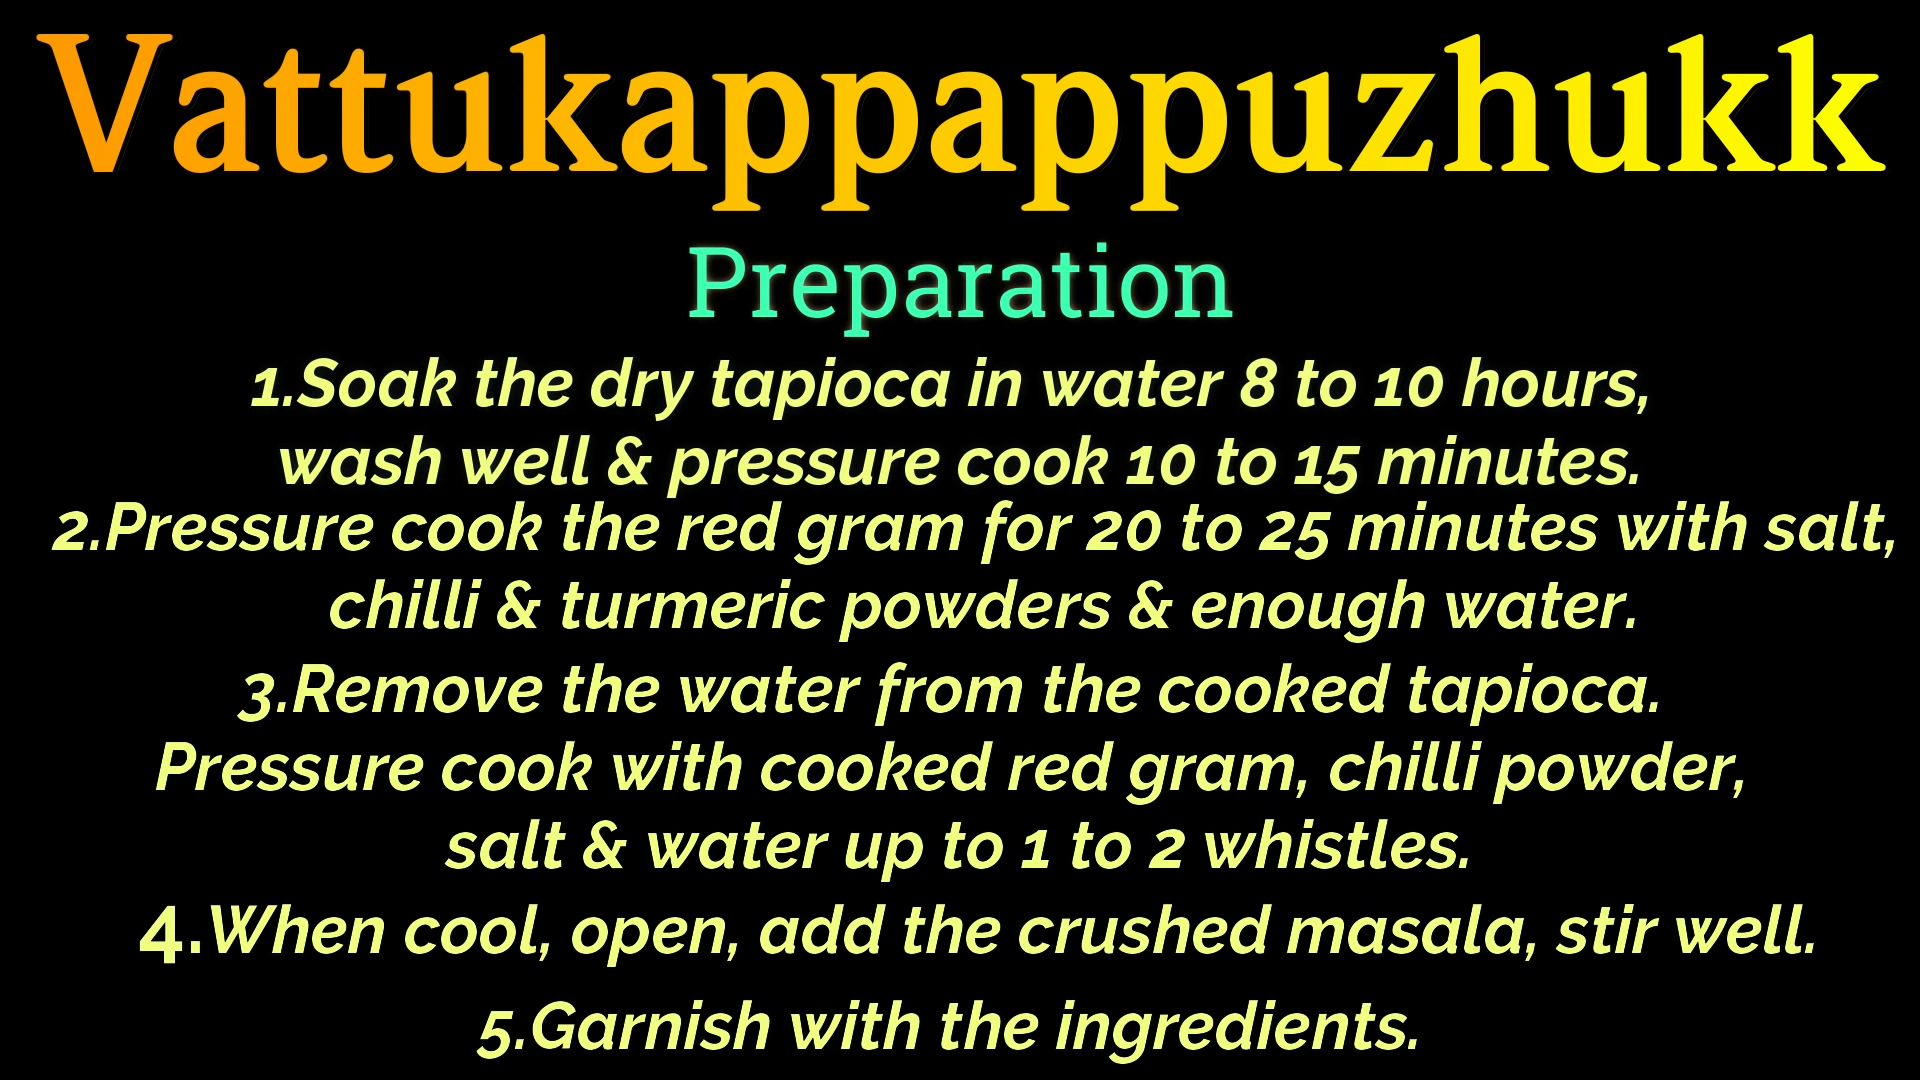 Vattukappappuzhukk
Preparation
1.Soak the dry tapioca in water 8 to 10 hours,
wash well & pressure cook 10 to 15 minutes.
2.Pressure cook the red gram for 20 to 25 minutes with salt,
chilli & turmeric powders & enough water.
3.Remove the water from the cooked tapioca.
Pressure cook with cooked red gram, chilli powder,
salt & water up to 1 to 2 whistles.
4.When cool, open, add the crushed masala, stir well.
5.Garnish with the ingredients.